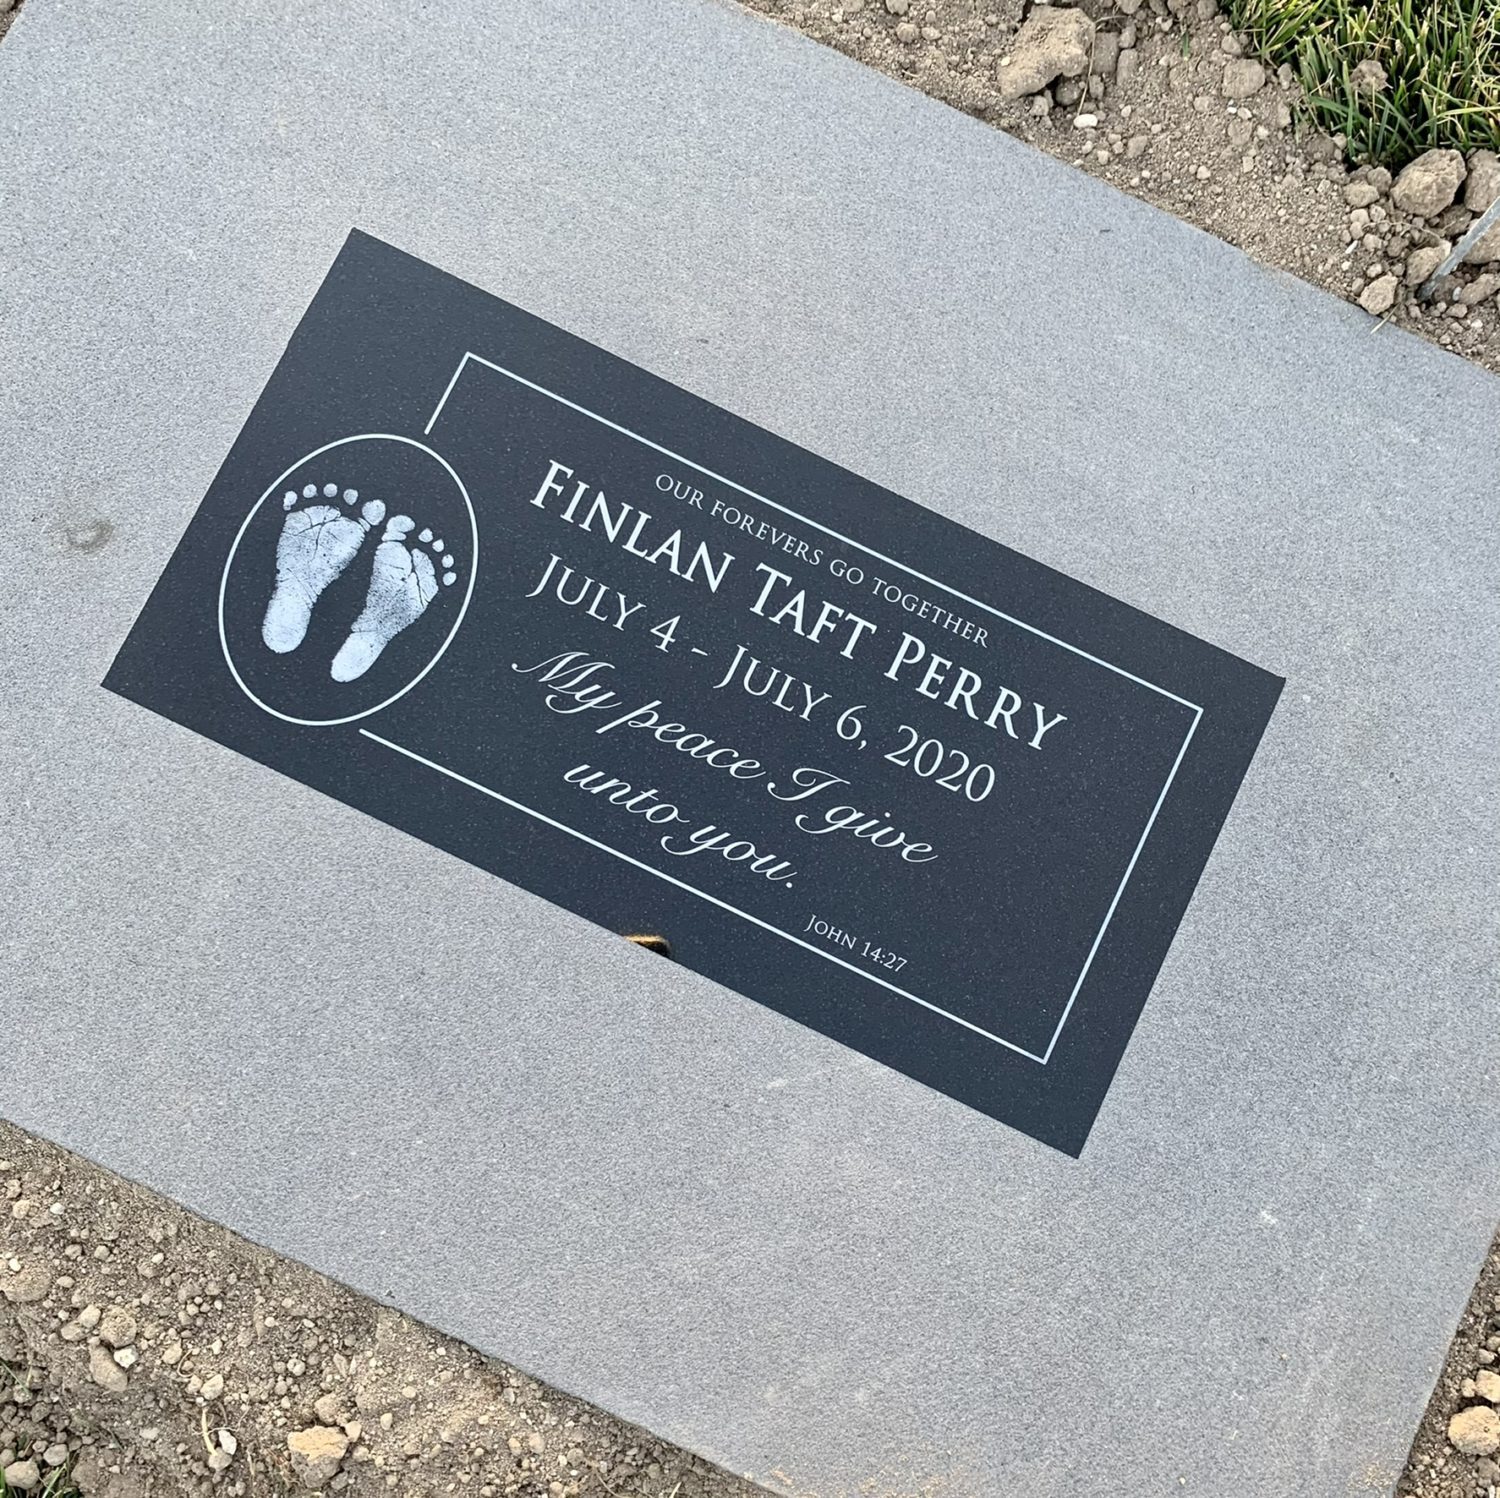 OUR FOREVERS GO TOGETHER
FINLAN TAFT PERRY
JULY 4 - JULY 6, 2020
My peace I give
unto you.
JOHN 14:27